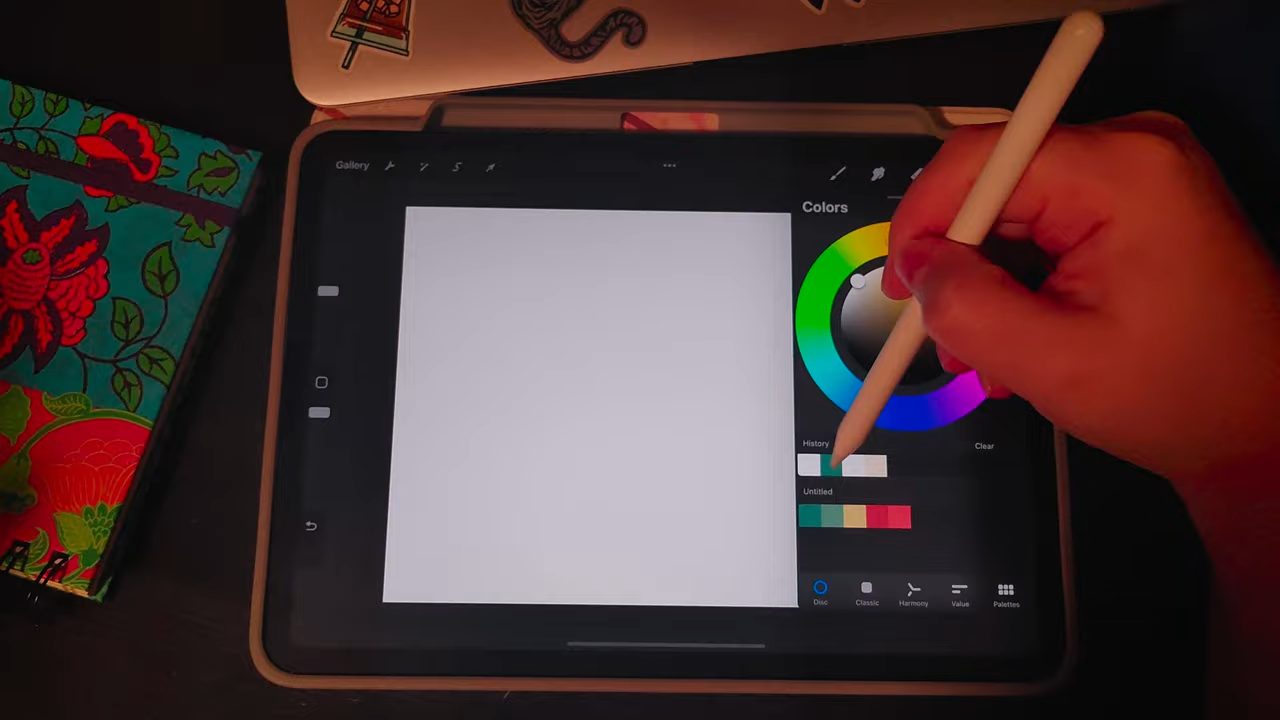 Gallery
Colors
History
Clear
Untitled
Disc
Classic
Harmony
Value
Palettes